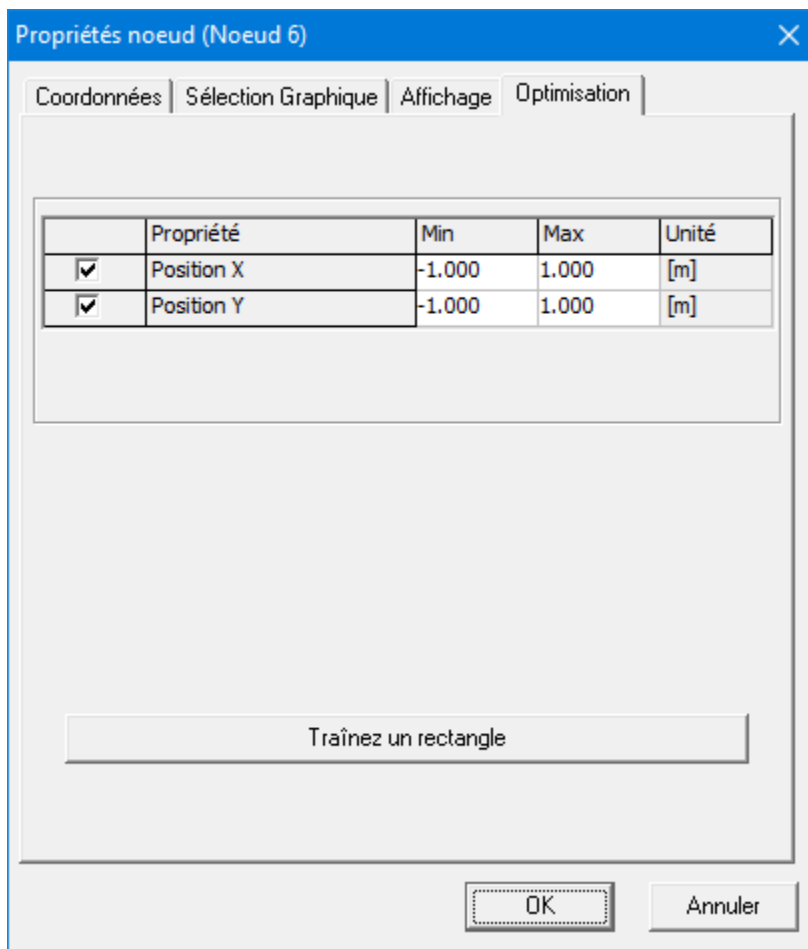 Propriétés noeud (Noeud 6)
Coordonnées Sélection Graphique Affichage Optimisation
Propriété Min Max Unité
Position X -1.000 1.000 [m]
Position Y -1.000 1.000 [m]
Traînez un rectangle
OK Annuler